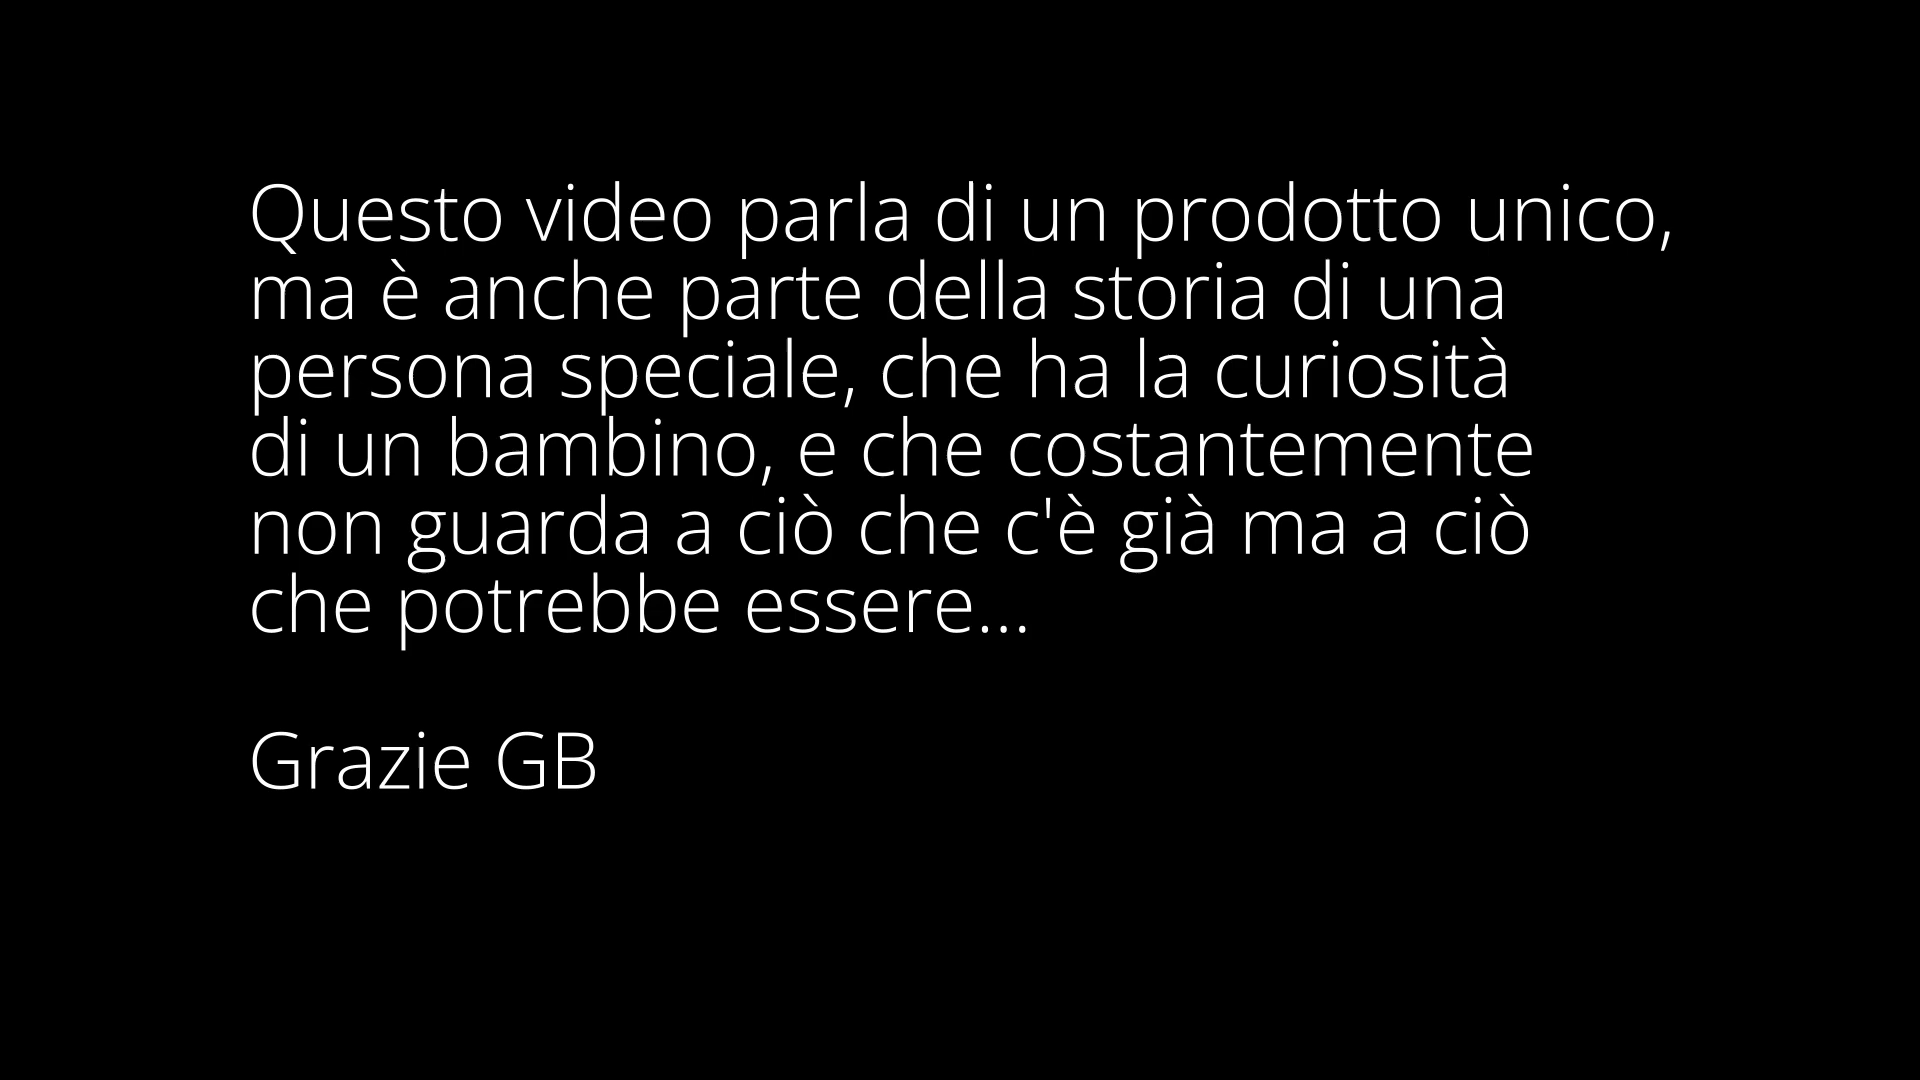 Questo video parla di un prodotto unico,
ma è anche parte della storia di una
persona speciale, che ha la curiosità
di un bambino, e che costantemente
non guarda a ciò che c'è già ma a ciò
che potrebbe essere...
Grazie GB